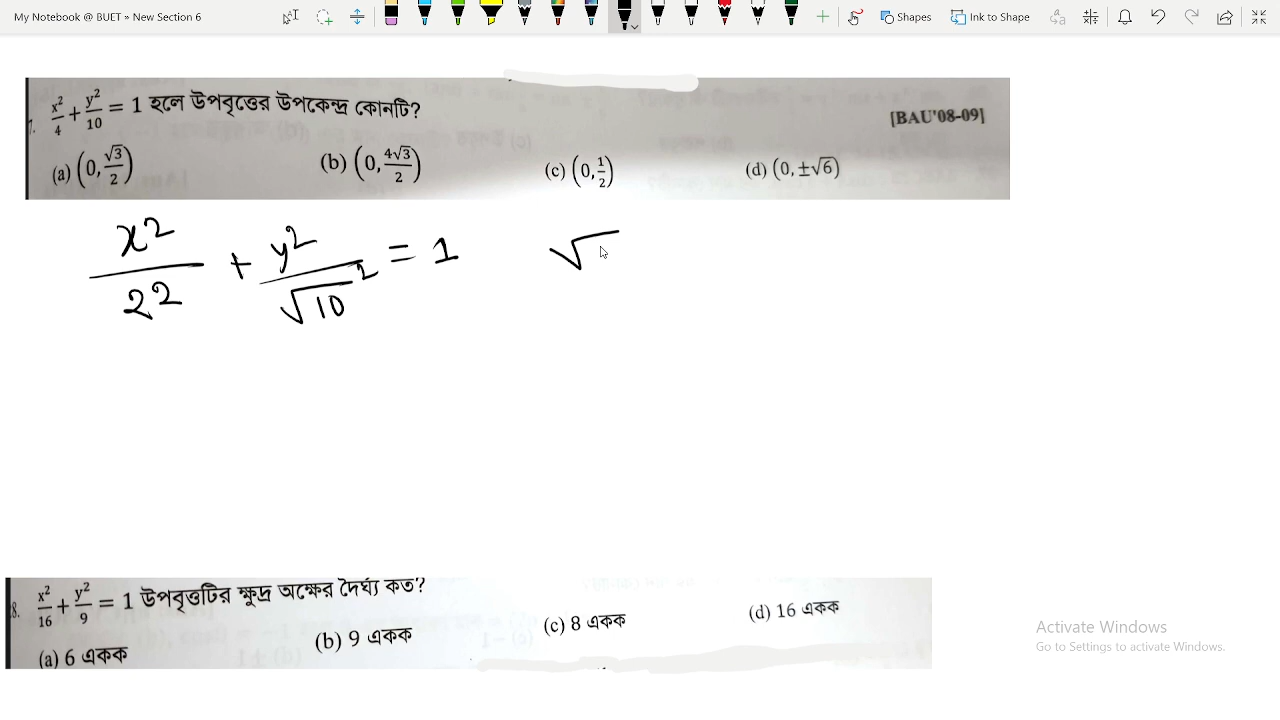 My Notebook @ BUET » New Section 6
Shapes
Ink to Shape
7. x²/4 + y²/10 = 1 হলে উপবৃত্তের উপকেন্দ্র কোনটি?
[BAU'08-09]
(a) (0, √3/2) (b) (0, 4√3/2) (c) (0, 1/2) (d) (0, ±√6)
x²/2² + y²/√10² = 1 √
8. x²/16 + y²/9 = 1 উপবৃত্তটির ক্ষুদ্র অক্ষের দৈর্ঘ্য কত?
(a) 6 একক (b) 9 একক (c) 8 একক (d) 16 একক
Activate Windows
Go to Settings to activate Windows.